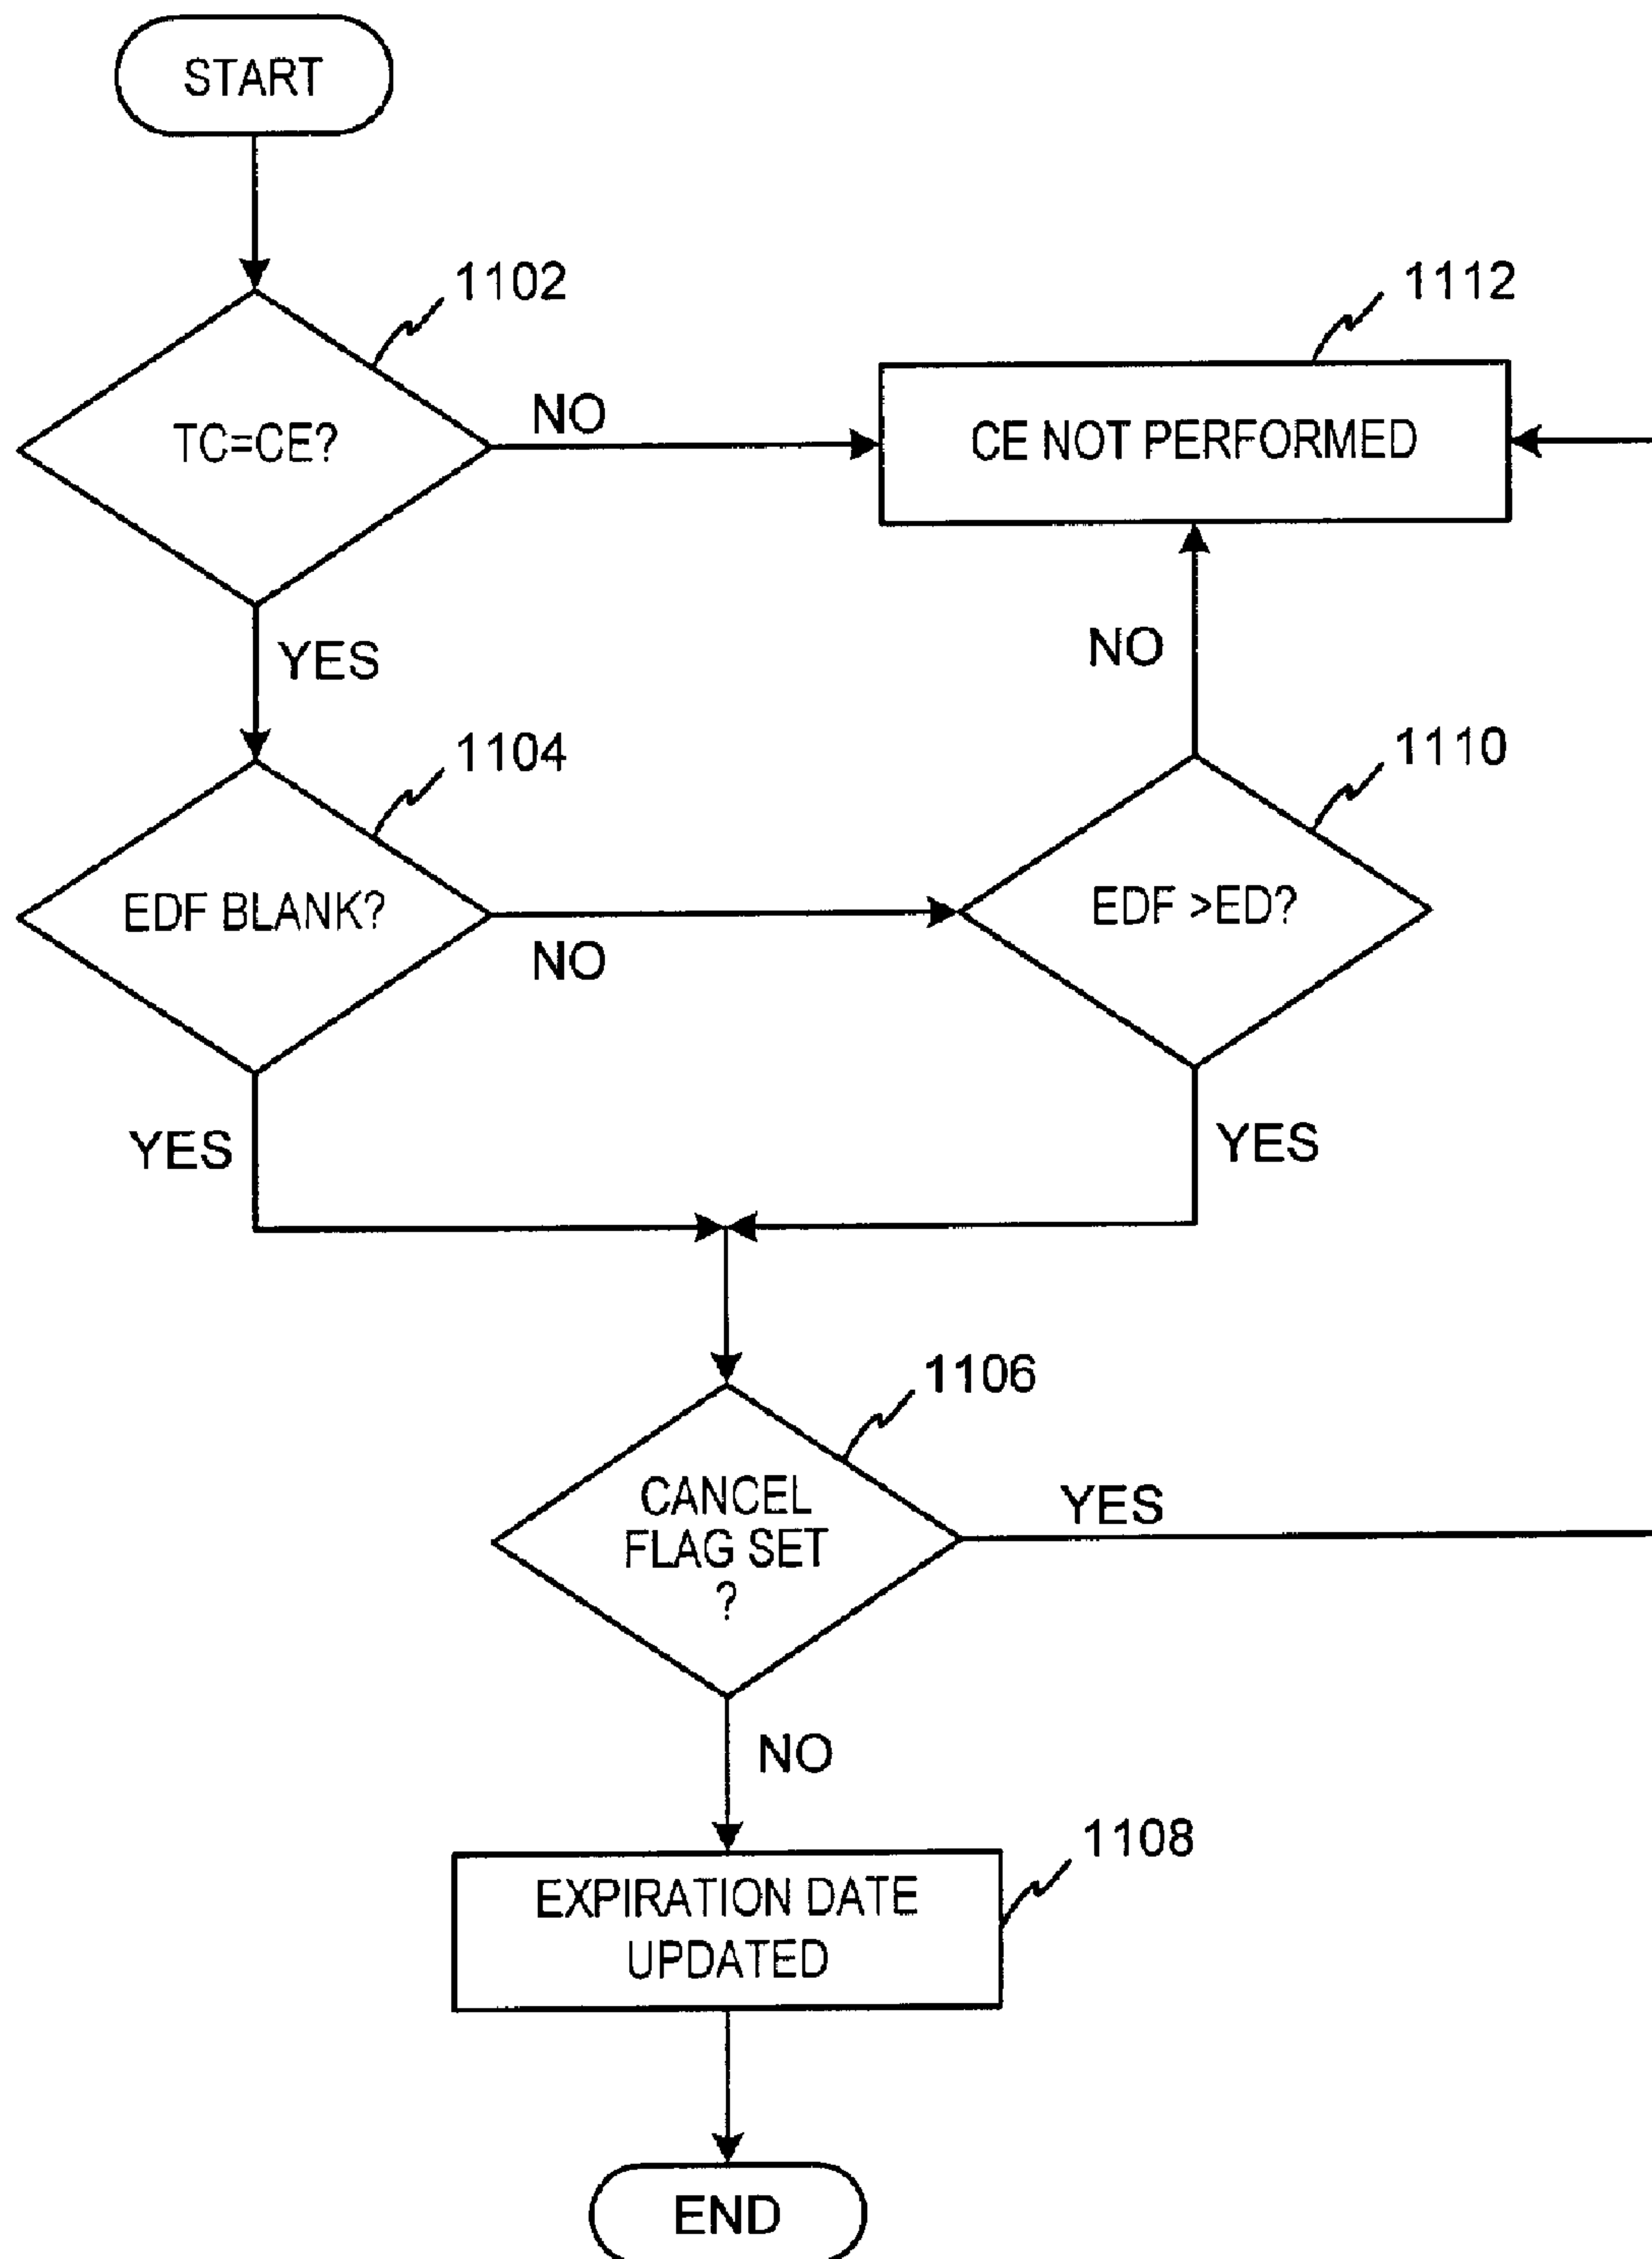 START
1102
1112
TC=CE?
NO
CE NOT PERFORMED
YES
NO
1104
1110
EDF BLANK?
NO
EDF >ED?
YES
YES
1106
CANCEL
FLAG SET
?
YES
NO
1108
EXPIRATION DATE
UPDATED
END